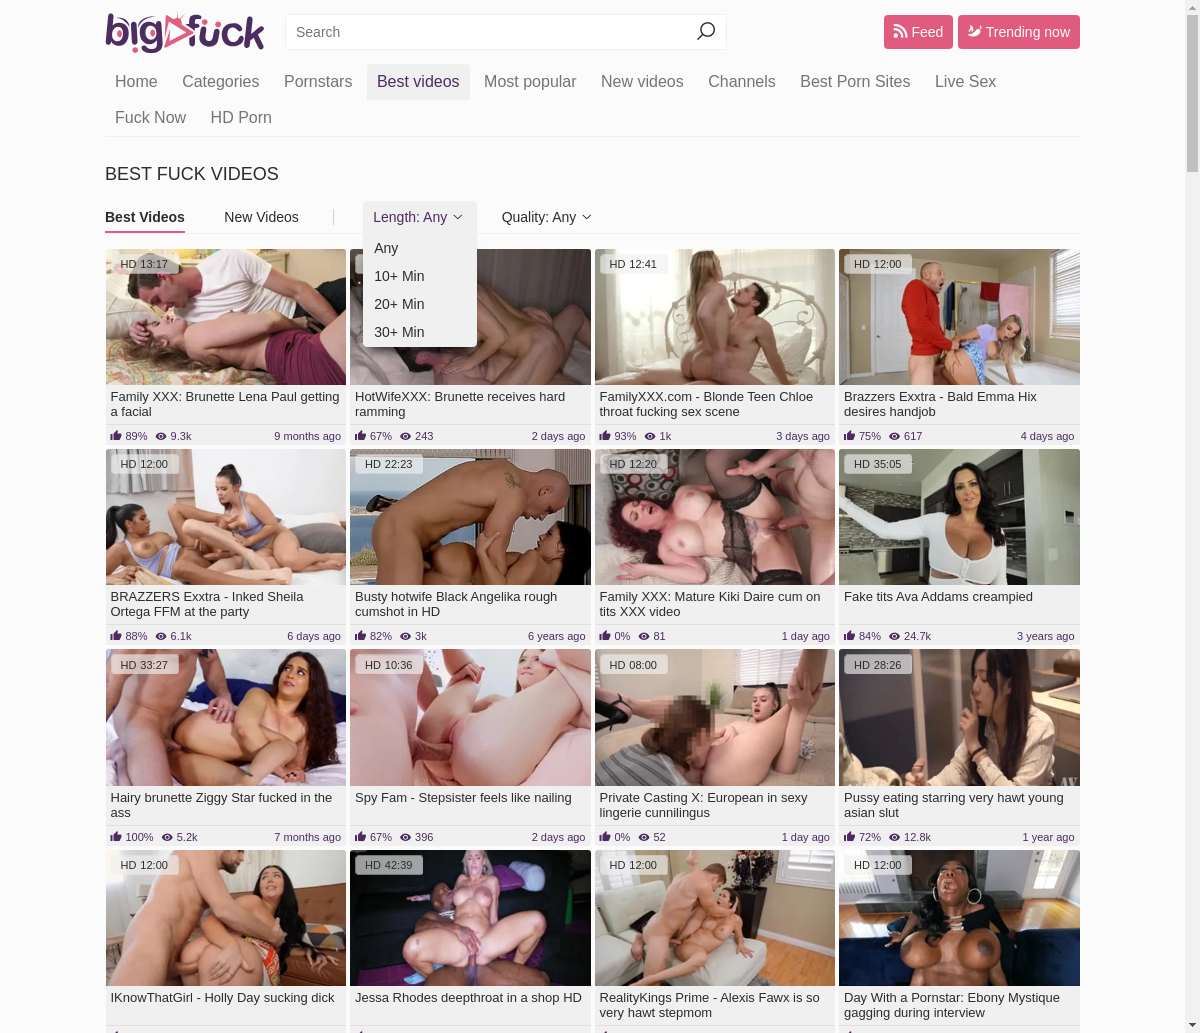 bigfuck
Search
Feed
Trending now
Home Categories Pornstars Best videos Most popular New videos Channels Best Porn Sites Live Sex
Fuck Now HD Porn
BEST FUCK VIDEOS
Best Videos New Videos Length: Any Quality: Any
Any
10+ Min
20+ Min
30+ Min
HD 13:17
HD 12:41
HD 12:00
Family XXX: Brunette Lena Paul getting
a facial
89% 9.3k 9 months ago
HotWifeXXX: Brunette receives hard
ramming
67% 243 2 days ago
FamilyXXX.com - Blonde Teen Chloe
throat fucking sex scene
93% 1k 3 days ago
Brazzers Exxtra - Bald Emma Hix
desires handjob
75% 617 4 days ago
HD 12:00
HD 22:23
HD 12:20
HD 35:05
BRAZZERS Exxtra - Inked Sheila
Ortega FFM at the party
88% 6.1k 6 days ago
Busty hotwife Black Angelika rough
cumshot in HD
82% 3k 6 years ago
Family XXX: Mature Kiki Daire cum on
tits XXX video
0% 81 1 day ago
Fake tits Ava Addams creampied
84% 24.7k 3 years ago
HD 33:27
HD 10:36
HD 08:00
HD 28:26
AV
Hairy brunette Ziggy Star fucked in the
ass
100% 5.2k 7 months ago
Spy Fam - Stepsister feels like nailing
67% 396 2 days ago
Private Casting X: European in sexy
lingerie cunnilingus
0% 52 1 day ago
Pussy eating starring very hawt young
asian slut
72% 12.8k 1 year ago
HD 12:00
HD 42:39
HD 12:00
HD 12:00
IKnowThatGirl - Holly Day sucking dick
Jessa Rhodes deepthroat in a shop HD
RealityKings Prime - Alexis Fawx is so
very hawt stepmom
Day With a Pornstar: Ebony Mystique
gagging during interview